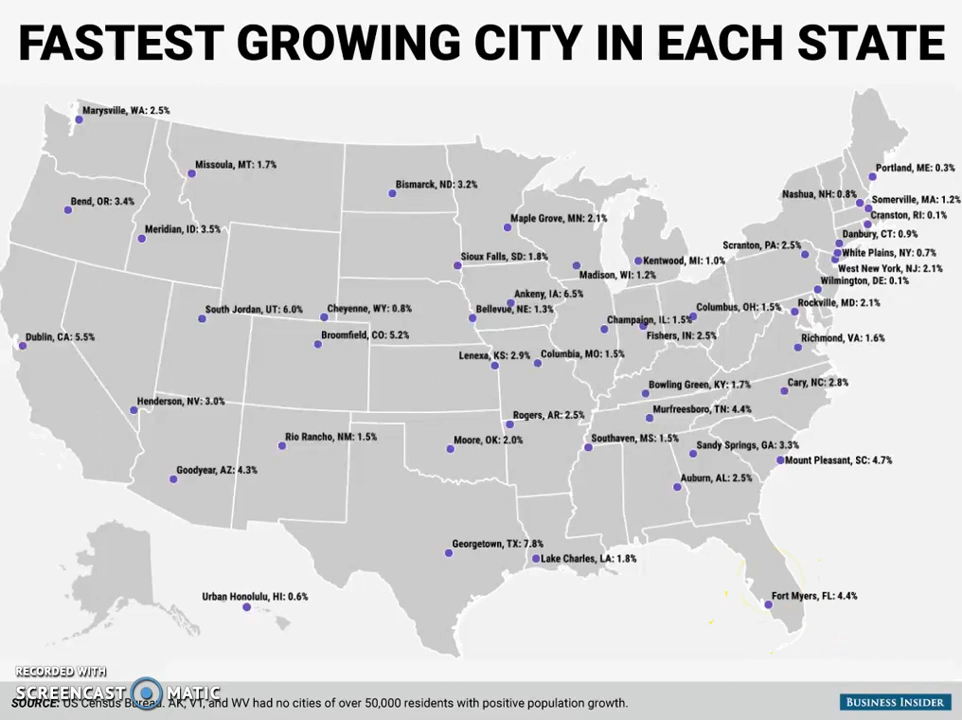 FASTEST GROWING CITY IN EACH STATE
Marysville, WA: 2.5%
Missoula, MT: 1.7%
Portland, ME: 0.3%
Bismarck, ND: 3.2%
Nashua, NH: 0.8%
Somerville, MA: 1.2%
Bend, OR: 3.4%
Cranston, RI: 0.1%
Maple Grove, MN: 2.1%
Meridian, ID: 3.5%
Danbury, CT: 0.9%
Scranton, PA: 2.5%
White Plains, NY: 0.7%
Sioux Falls, SD: 1.8%
Kentwood, MI: 1.0%
West New York, NJ: 2.1%
Madison, WI: 1.2%
Wilmington, DE: 0.1%
Ankeny, IA: 6.5%
Rockville, MD: 2.1%
South Jordan, UT: 6.0%
Cheyenne, WY: 0.8%
Bellevue, NE: 1.3%
Columbus, OH: 1.5%
Champaign, IL: 1.5%
Dublin, CA: 5.5%
Broomfield, CO: 5.2%
Fishers, IN: 2.5%
Richmond, VA: 1.6%
Lenexa, KS: 2.9%
Columbia, MO: 1.5%
Bowling Green, KY: 1.7%
Cary, NC: 2.8%
Henderson, NV: 3.0%
Murfreesboro, TN: 4.4%
Rogers, AR: 2.5%
Rio Rancho, NM: 1.5%
Moore, OK: 2.0%
Southaven, MS: 1.5%
Sandy Springs, GA: 3.3%
Mount Pleasant, SC: 4.7%
Goodyear, AZ: 4.3%
Auburn, AL: 2.5%
Georgetown, TX: 7.8%
Lake Charles, LA: 1.8%
Urban Honolulu, HI: 0.6%
Fort Myers, FL: 4.4%
RECORDED WITH
SCREENCAST MATIC
SOURCE: US Census Bureau. AK, VT, and WV had no cities of over 50,000 residents with positive population growth.
BUSINESS INSIDER